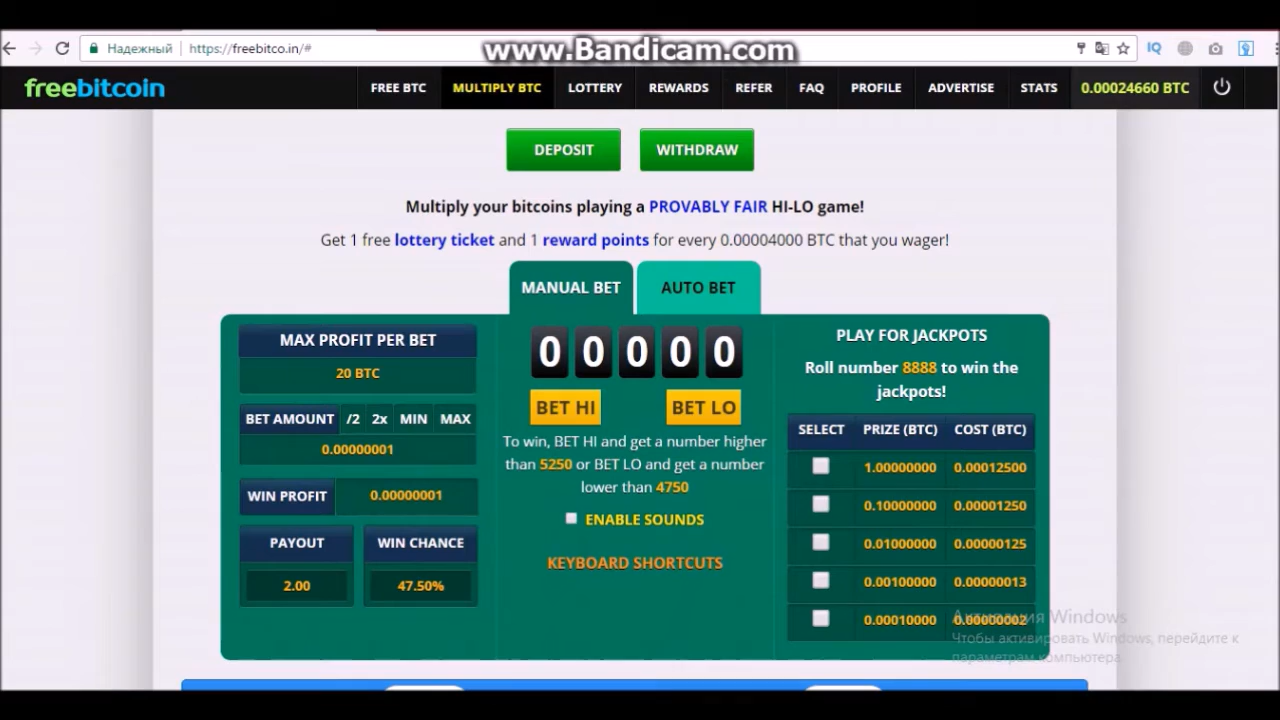 www.Bandicam.com
Надежный https://freebitco.in/#
IQ
freebitcoin FREE BTC MULTIPLY BTC LOTTERY REWARDS REFER FAQ PROFILE ADVERTISE STATS 0.00024660 BTC
DEPOSIT WITHDRAW
Multiply your bitcoins playing a PROVABLY FAIR HI-LO game!
Get 1 free lottery ticket and 1 reward points for every 0.00004000 BTC that you wager!
MANUAL BET AUTO BET
MAX PROFIT PER BET
20 BTC
BET AMOUNT /2 2x MIN MAX
0.00000001
WIN PROFIT 0.00000001
PAYOUT WIN CHANCE
2.00 47.50%
0 0 0 0 0
BET HI BET LO
To win, BET HI and get a number higher
than 5250 or BET LO and get a number
lower than 4750
ENABLE SOUNDS
KEYBOARD SHORTCUTS
PLAY FOR JACKPOTS
Roll number 8888 to win the
jackpots!
SELECT PRIZE (BTC) COST (BTC)
1.00000000 0.00012500
0.10000000 0.00001250
0.01000000 0.00000125
0.00100000 0.00000013
0.00010000 0.00000002
Активация Windows
Чтобы активировать Windows, перейдите к
параметрам компьютера.